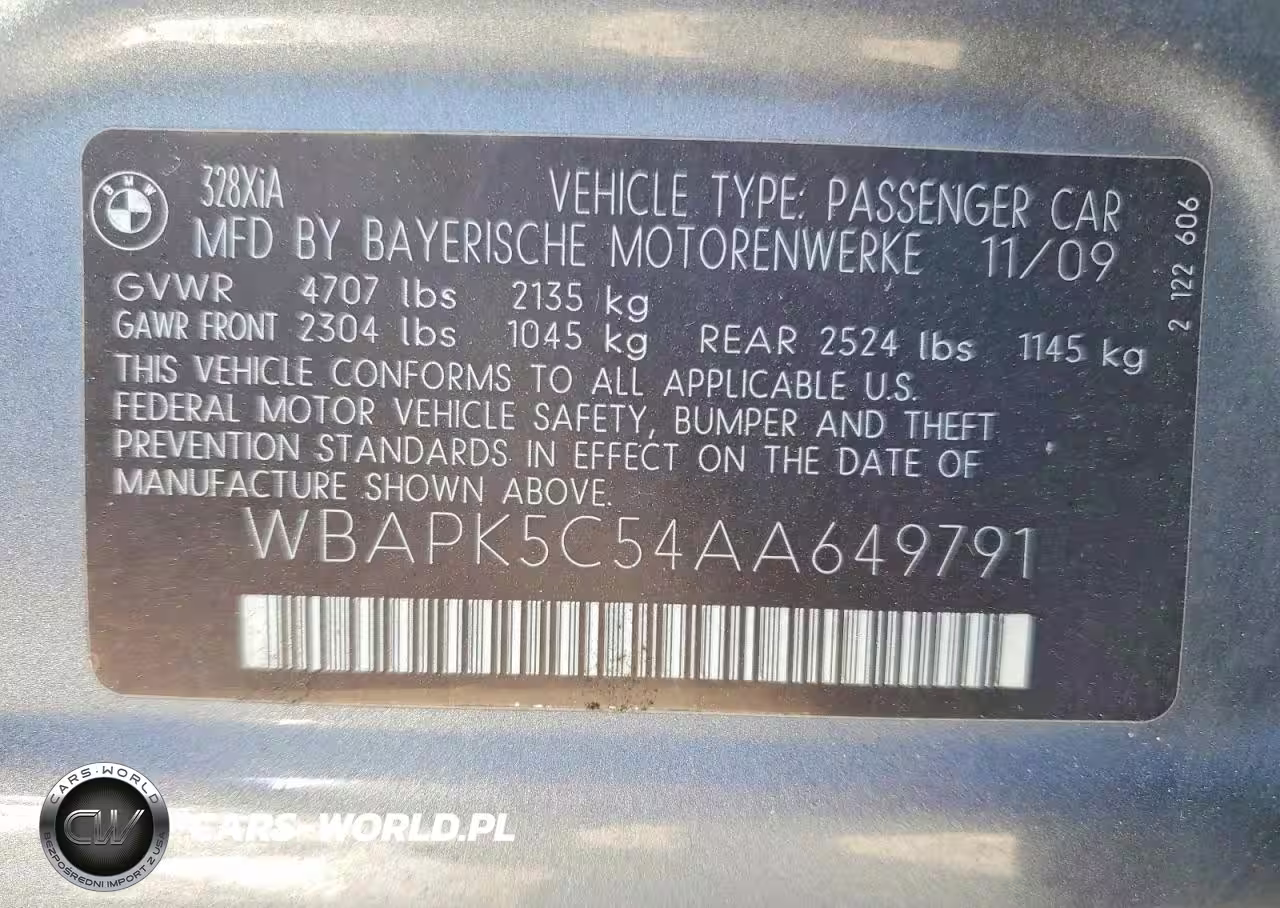 BMW
328XiA VEHICLE TYPE: PASSENGER CAR
MFD BY BAYERISCHE MOTORENWERKE 11/09
GVWR 4707 lbs 2135 kg
GAWR FRONT 2304 lbs 1045 kg REAR 2524 lbs 1145 kg
THIS VEHICLE CONFORMS TO ALL APPLICABLE U.S.
FEDERAL MOTOR VEHICLE SAFETY, BUMPER AND THEFT
PREVENTION STANDARDS IN EFFECT ON THE DATE OF
MANUFACTURE SHOWN ABOVE.
WBAPK5C54AA649791
2 122 606
CARS-WORLD
CW
BEZPOŚREDNI IMPORT Z USA
CARS-WORLD.PL